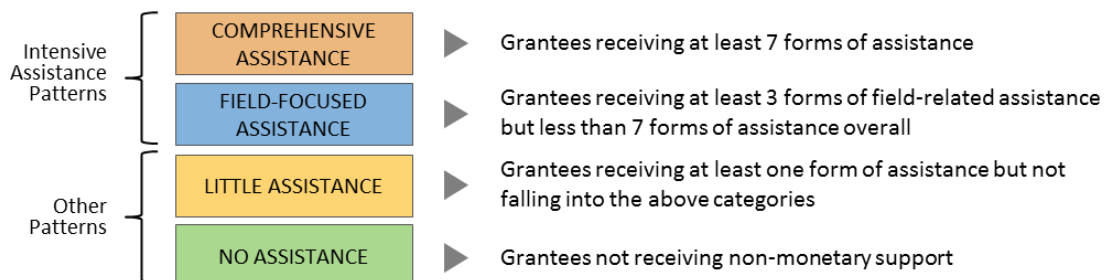 Intensive
Assistance
Patterns
COMPREHENSIVE
ASSISTANCE
Grantees receiving at least 7 forms of assistance
FIELD-FOCUSED
ASSISTANCE
Grantees receiving at least 3 forms of field-related assistance
but less than 7 forms of assistance overall
Other
Patterns
LITTLE ASSISTANCE
Grantees receiving at least one form of assistance but not
falling into the above categories
NO ASSISTANCE
Grantees not receiving non-monetary support